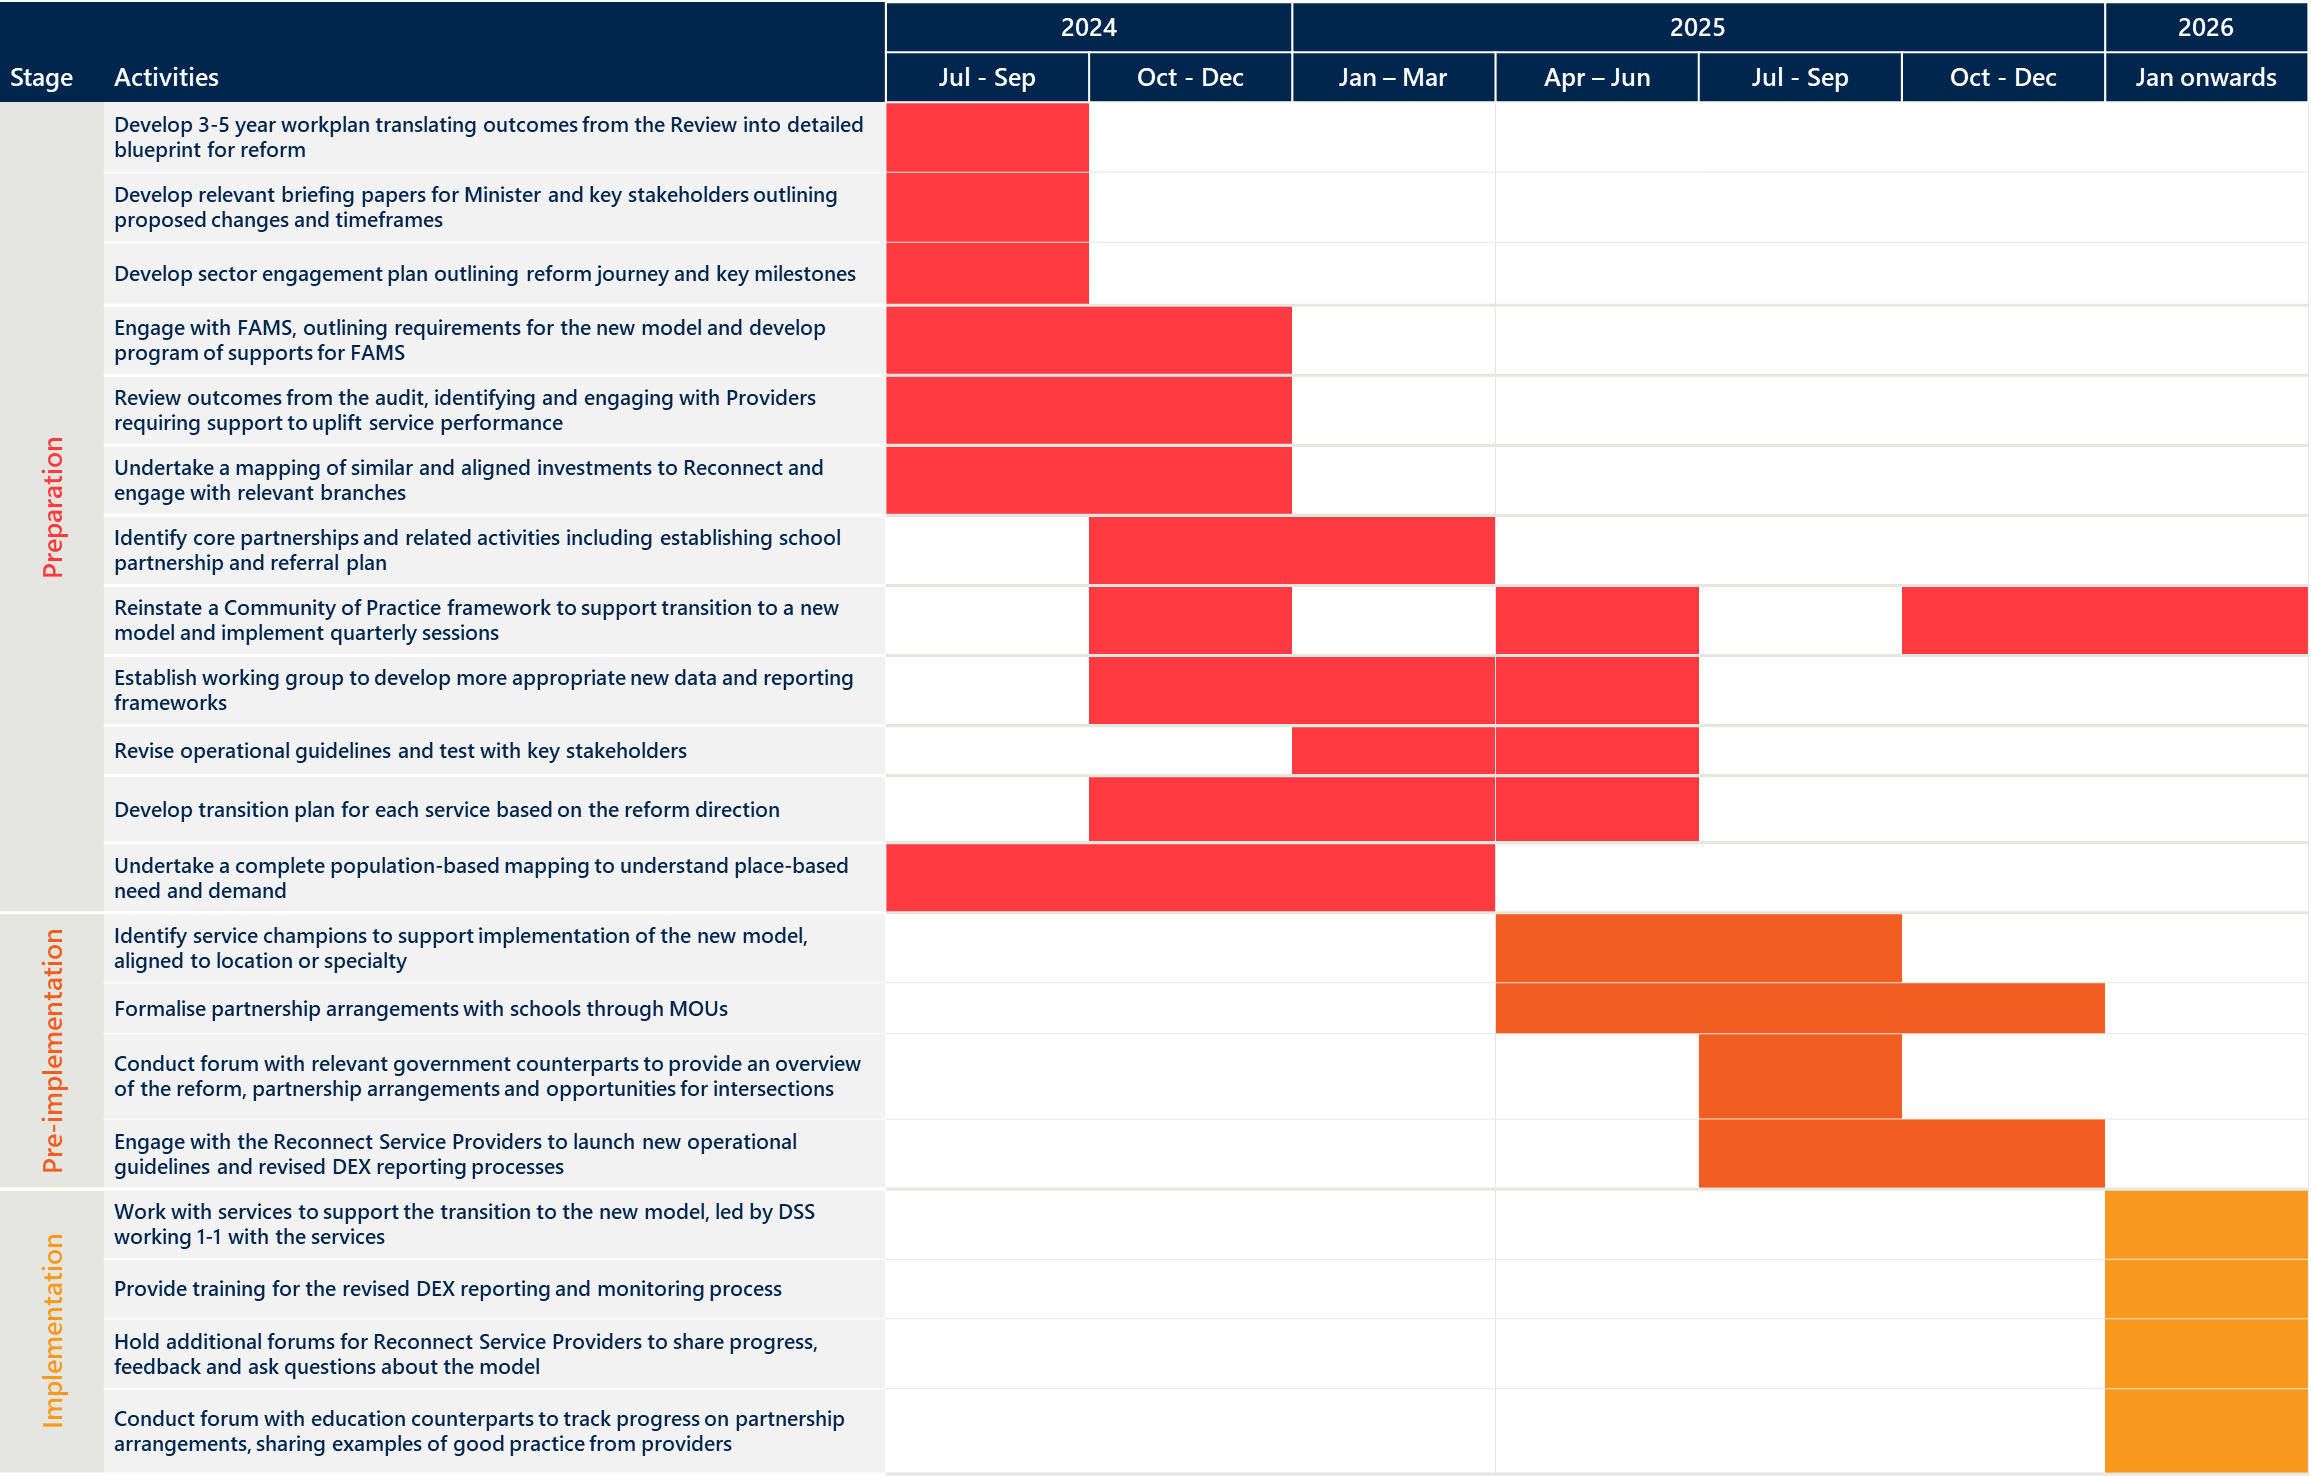 2024
2025
2026
Stage
Activities
Jul - Sep
Oct - Dec
Jan – Mar
Apr – Jun
Jul - Sep
Oct - Dec
Jan onwards
Preparation
Develop 3-5 year workplan translating outcomes from the Review into detailed
blueprint for reform
Develop relevant briefing papers for Minister and key stakeholders outlining
proposed changes and timeframes
Develop sector engagement plan outlining reform journey and key milestones
Engage with FAMS, outlining requirements for the new model and develop
program of supports for FAMS
Review outcomes from the audit, identifying and engaging with Providers
requiring support to uplift service performance
Undertake a mapping of similar and aligned investments to Reconnect and
engage with relevant branches
Identify core partnerships and related activities including establishing school
partnership and referral plan
Reinstate a Community of Practice framework to support transition to a new
model and implement quarterly sessions
Establish working group to develop more appropriate new data and reporting
frameworks
Revise operational guidelines and test with key stakeholders
Develop transition plan for each service based on the reform direction
Undertake a complete population-based mapping to understand place-based
need and demand
Pre-implementation
Identify service champions to support implementation of the new model,
aligned to location or specialty
Formalise partnership arrangements with schools through MOUs
Conduct forum with relevant government counterparts to provide an overview
of the reform, partnership arrangements and opportunities for intersections
Engage with the Reconnect Service Providers to launch new operational
guidelines and revised DEX reporting processes
Implementation
Work with services to support the transition to the new model, led by DSS
working 1-1 with the services
Provide training for the revised DEX reporting and monitoring process
Hold additional forums for Reconnect Service Providers to share progress,
feedback and ask questions about the model
Conduct forum with education counterparts to track progress on partnership
arrangements, sharing examples of good practice from providers